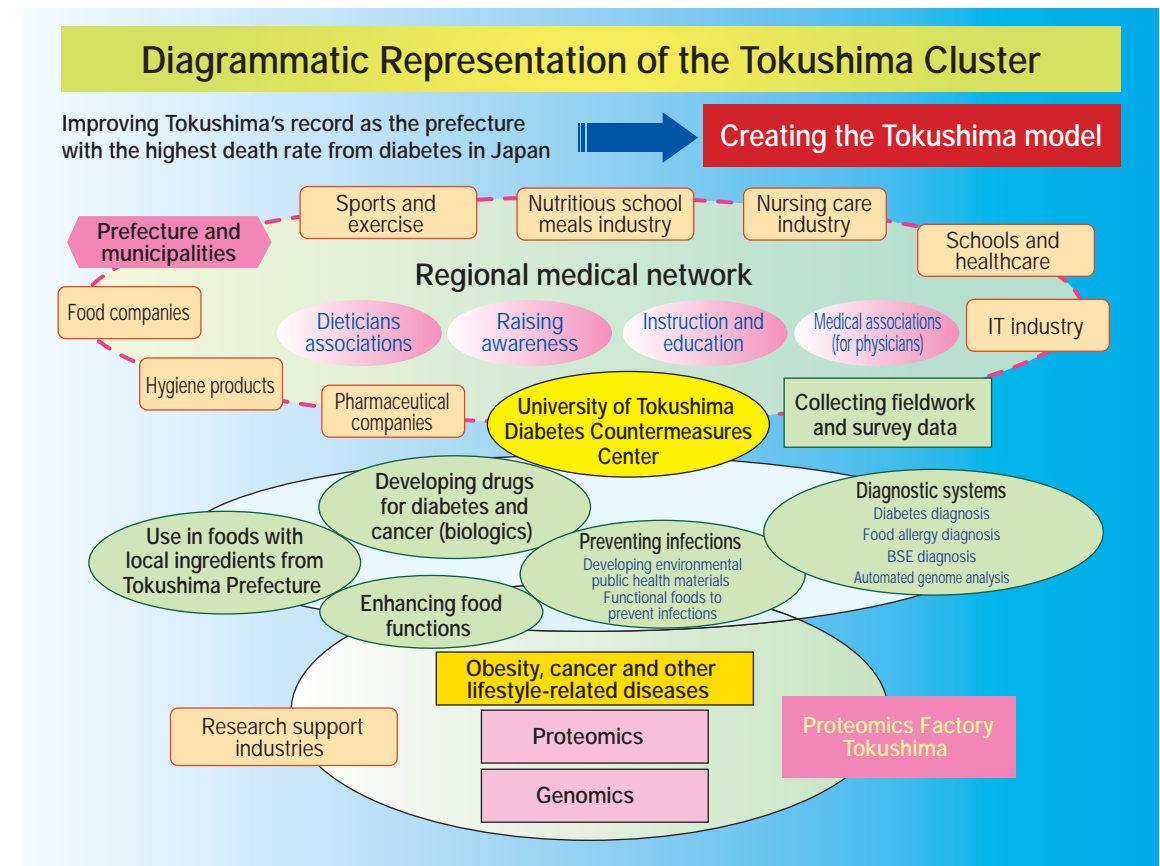 Diagrammatic Representation of the Tokushima Cluster
Improving Tokushima's record as the prefecture
with the highest death rate from diabetes in Japan
Creating the Tokushima model
Sports and
exercise
Nutritious school
meals industry
Nursing care
industry
Prefecture and
municipalities
Schools and
healthcare
Regional medical network
Food companies
Dieticians
associations
Raising
awareness
Instruction and
education
Medical associations
(for physicians)
IT industry
Hygiene products
Pharmaceutical
companies
University of Tokushima
Diabetes Countermeasures
Center
Collecting fieldwork
and survey data
Developing drugs
for diabetes and
cancer (biologics)
Diagnostic systems
Diabetes diagnosis
Food allergy diagnosis
BSE diagnosis
Automated genome analysis
Use in foods with
local ingredients from
Tokushima Prefecture
Preventing infections
Developing environmental
public health materials
Functional foods to
prevent infections
Enhancing food
functions
Obesity, cancer and other
lifestyle-related diseases
Research support
industries
Proteomics
Proteomics Factory
Tokushima
Genomics